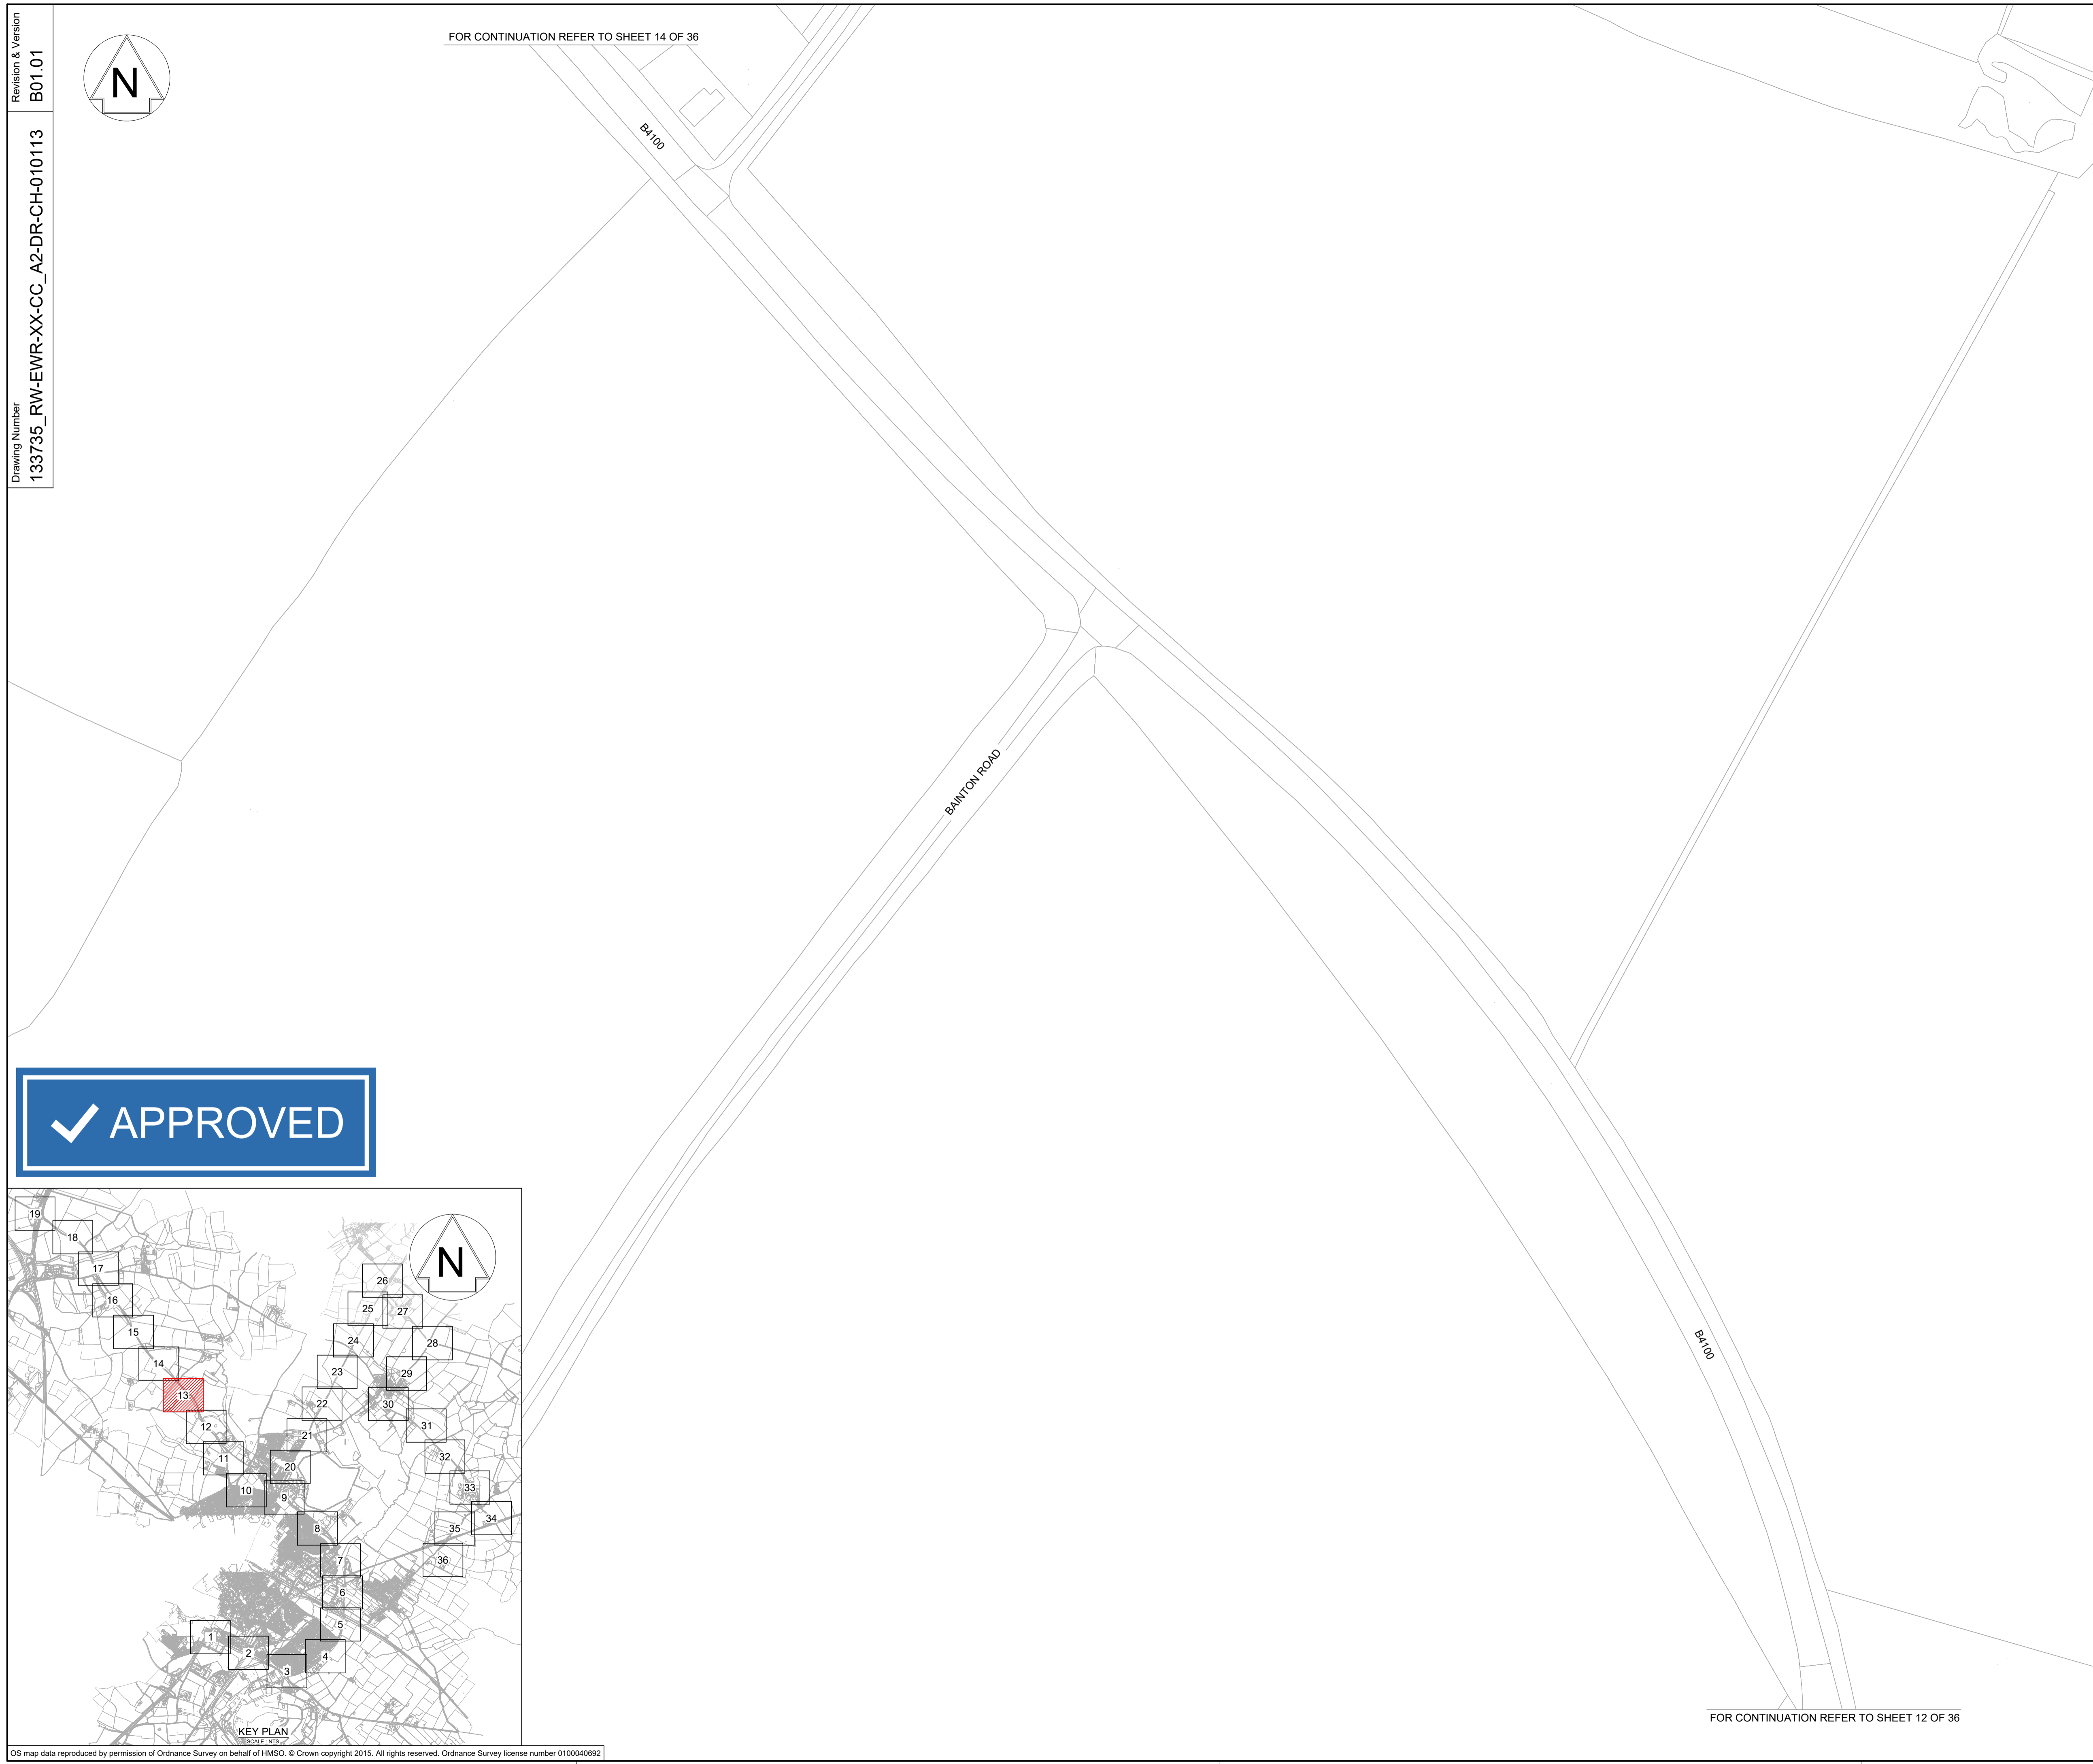 Revision & Version
B01.01
Drawing Number
133735_RW-EWR-XX-CC_A2-DR-CH-010113
N
FOR CONTINUATION REFER TO SHEET 14 OF 36
B4100
BAINTON ROAD
B4100
FOR CONTINUATION REFER TO SHEET 12 OF 36
APPROVED
N
19
18
17
16
15
14
13
12
11
10
9
20
21
22
23
24
25
26
27
28
29
30
31
32
33
34
35
36
8
7
6
5
4
3
2
1
KEY PLAN
SCALE : NTS
OS map data reproduced by permission of Ordnance Survey on behalf of HMSO. © Crown copyright 2015. All rights reserved. Ordnance Survey license number 0100040692